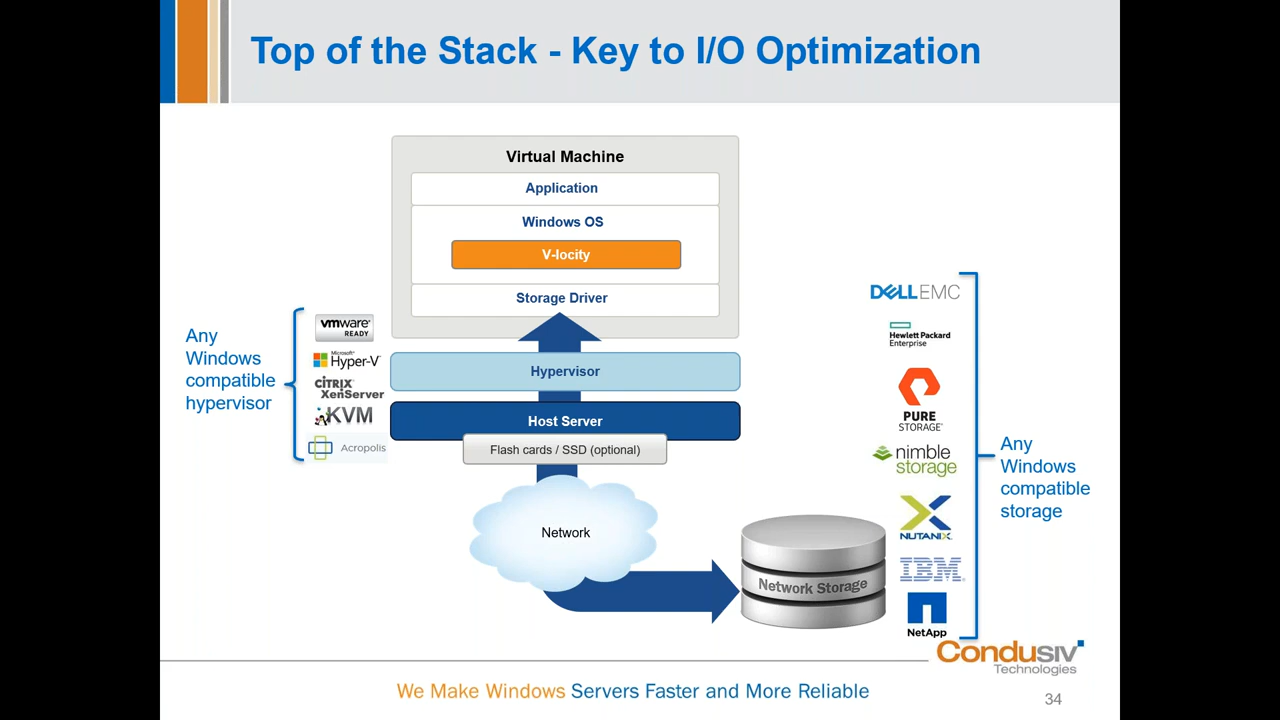 Top of the Stack - Key to I/O Optimization
Virtual Machine
Application
Windows OS
V-locity
Storage Driver
Hypervisor
Host Server
Flash cards / SSD (optional)
Network
Network Storage
Any
Windows
compatible
hypervisor
vmware
READY
Microsoft
Hyper-V
CITRIX
XenServer
KVM
Acropolis
DELLEMC
Hewlett Packard
Enterprise
PURE
STORAGE
nimble
storage
NUTANIX
IBM
NetApp
Any
Windows
compatible
storage
Condusiv
Technologies
We Make Windows Servers Faster and More Reliable
34